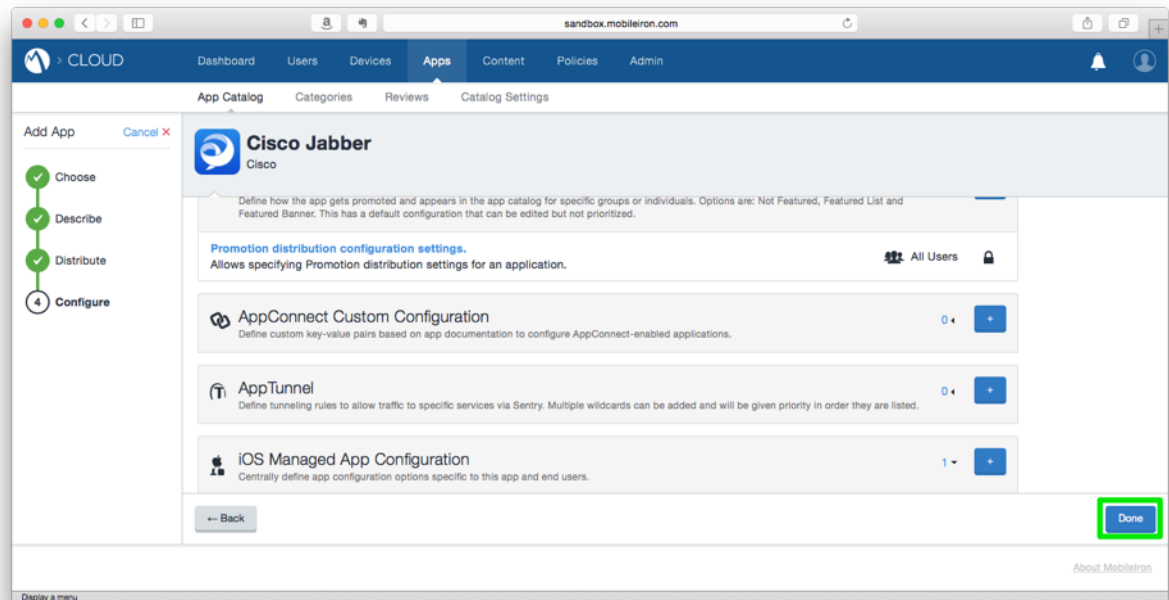 sandbox.mobileiron.com
> CLOUD
Dashboard Users Devices Apps Content Policies Admin
App Catalog Categories Reviews Catalog Settings
Add App Cancel ×
Choose
Describe
Distribute
4 Configure
Cisco Jabber
Cisco
Define how the app gets promoted and appears in the app catalog for specific groups or individuals. Options are: Not Featured, Featured List and
Featured Banner. This has a default configuration that can be edited but not prioritized.
Promotion distribution configuration settings.
Allows specifying Promotion distribution settings for an application.
All Users
AppConnect Custom Configuration
Define custom key-value pairs based on app documentation to configure AppConnect-enabled applications.
0
+
AppTunnel
Define tunneling rules to allow traffic to specific services via Sentry. Multiple wildcards can be added and will be given priority in order they are listed.
0
+
iOS Managed App Configuration
Centrally define app configuration options specific to this app and end users.
1
+
← Back
Done
About MobileIron
Display a menu